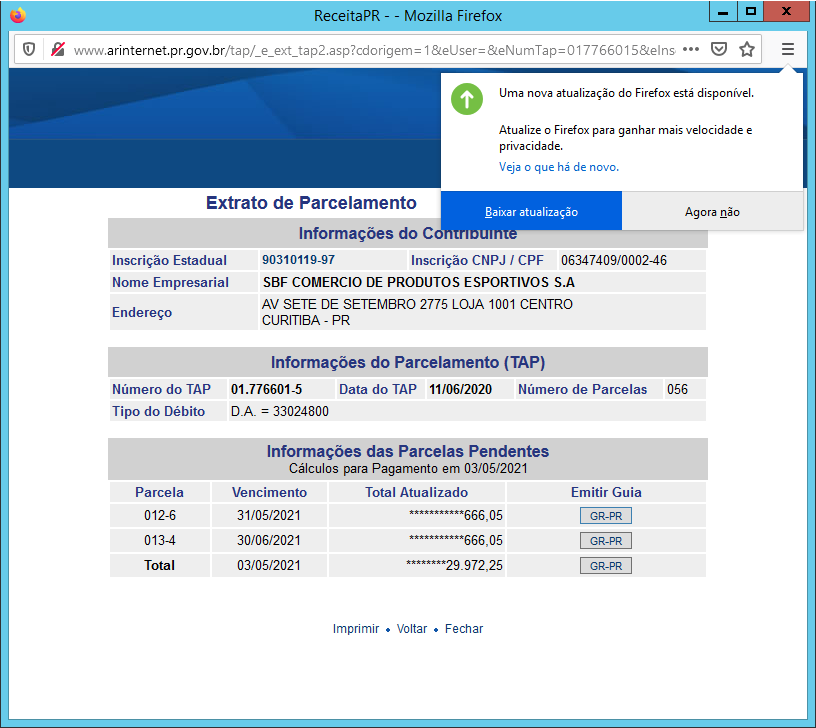 ReceitaPR - - Mozilla Firefox
www.arinternet.pr.gov.br/tap/_e_ext_tap2.asp?cdorigem=1&eUser=&eNumTap=017766015&eIns
Uma nova atualização do Firefox está disponível.
Atualize o Firefox para ganhar mais velocidade e
privacidade.
Veja o que há de novo.
Baixar atualização
Agora não
Extrato de Parcelamento
Informações do Contribuinte
Inscrição Estadual 90310119-97 Inscrição CNPJ / CPF 06347409/0002-46
Nome Empresarial SBF COMERCIO DE PRODUTOS ESPORTIVOS S.A
Endereço AV SETE DE SETEMBRO 2775 LOJA 1001 CENTRO
CURITIBA - PR
Informações do Parcelamento (TAP)
Número do TAP 01.776601-5 Data do TAP 11/06/2020 Número de Parcelas 056
Tipo do Débito D.A. = 33024800
Informações das Parcelas Pendentes
Cálculos para Pagamento em 03/05/2021
Parcela Vencimento Total Atualizado Emitir Guia
012-6 31/05/2021 ***********666,05 GR-PR
013-4 30/06/2021 ***********666,05 GR-PR
Total 03/05/2021 ********29.972,25 GR-PR
Imprimir • Voltar • Fechar